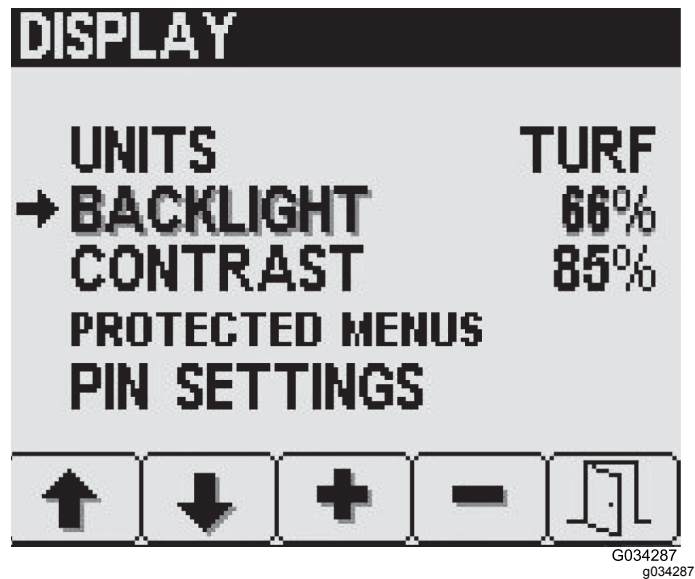 DISPLAY
UNITS TURF
BACKLIGHT 66%
CONTRAST 85%
PROTECTED MENUS
PIN SETTINGS
G034287
g034287